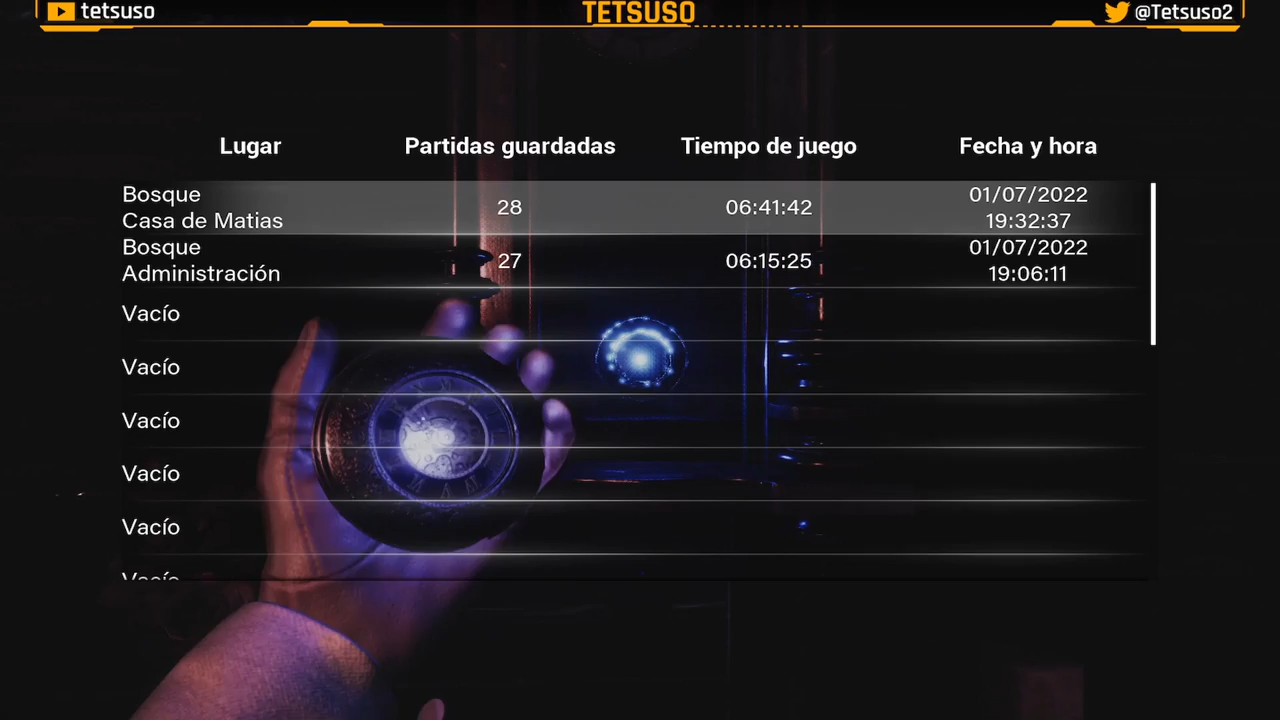 tetsuso
TETSUSO
@Tetsuso2
Lugar Partidas guardadas Tiempo de juego Fecha y hora
Bosque
Casa de Matias
28
06:41:42
01/07/2022
19:32:37
Bosque
Administración
27
06:15:25
01/07/2022
19:06:11
Vacío
Vacío
Vacío
Vacío
Vacío
Vacío